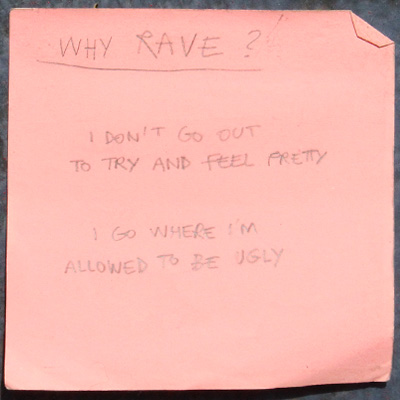 WHY RAVE?
I DON'T GO OUT
TO TRY AND FEEL PRETTY
I GO WHERE I'M
ALLOWED TO BE UGLY